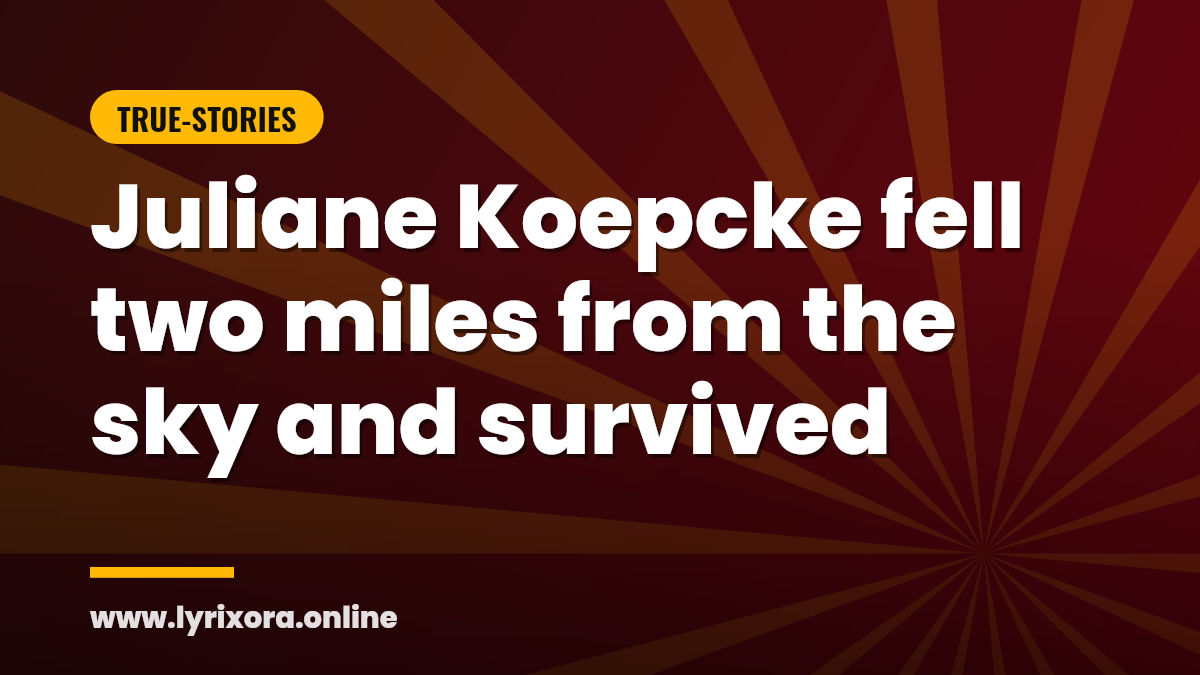 TRUE-STORIES
Juliane Koepcke fell
two miles from the
sky and survived
www.lyrixora.online